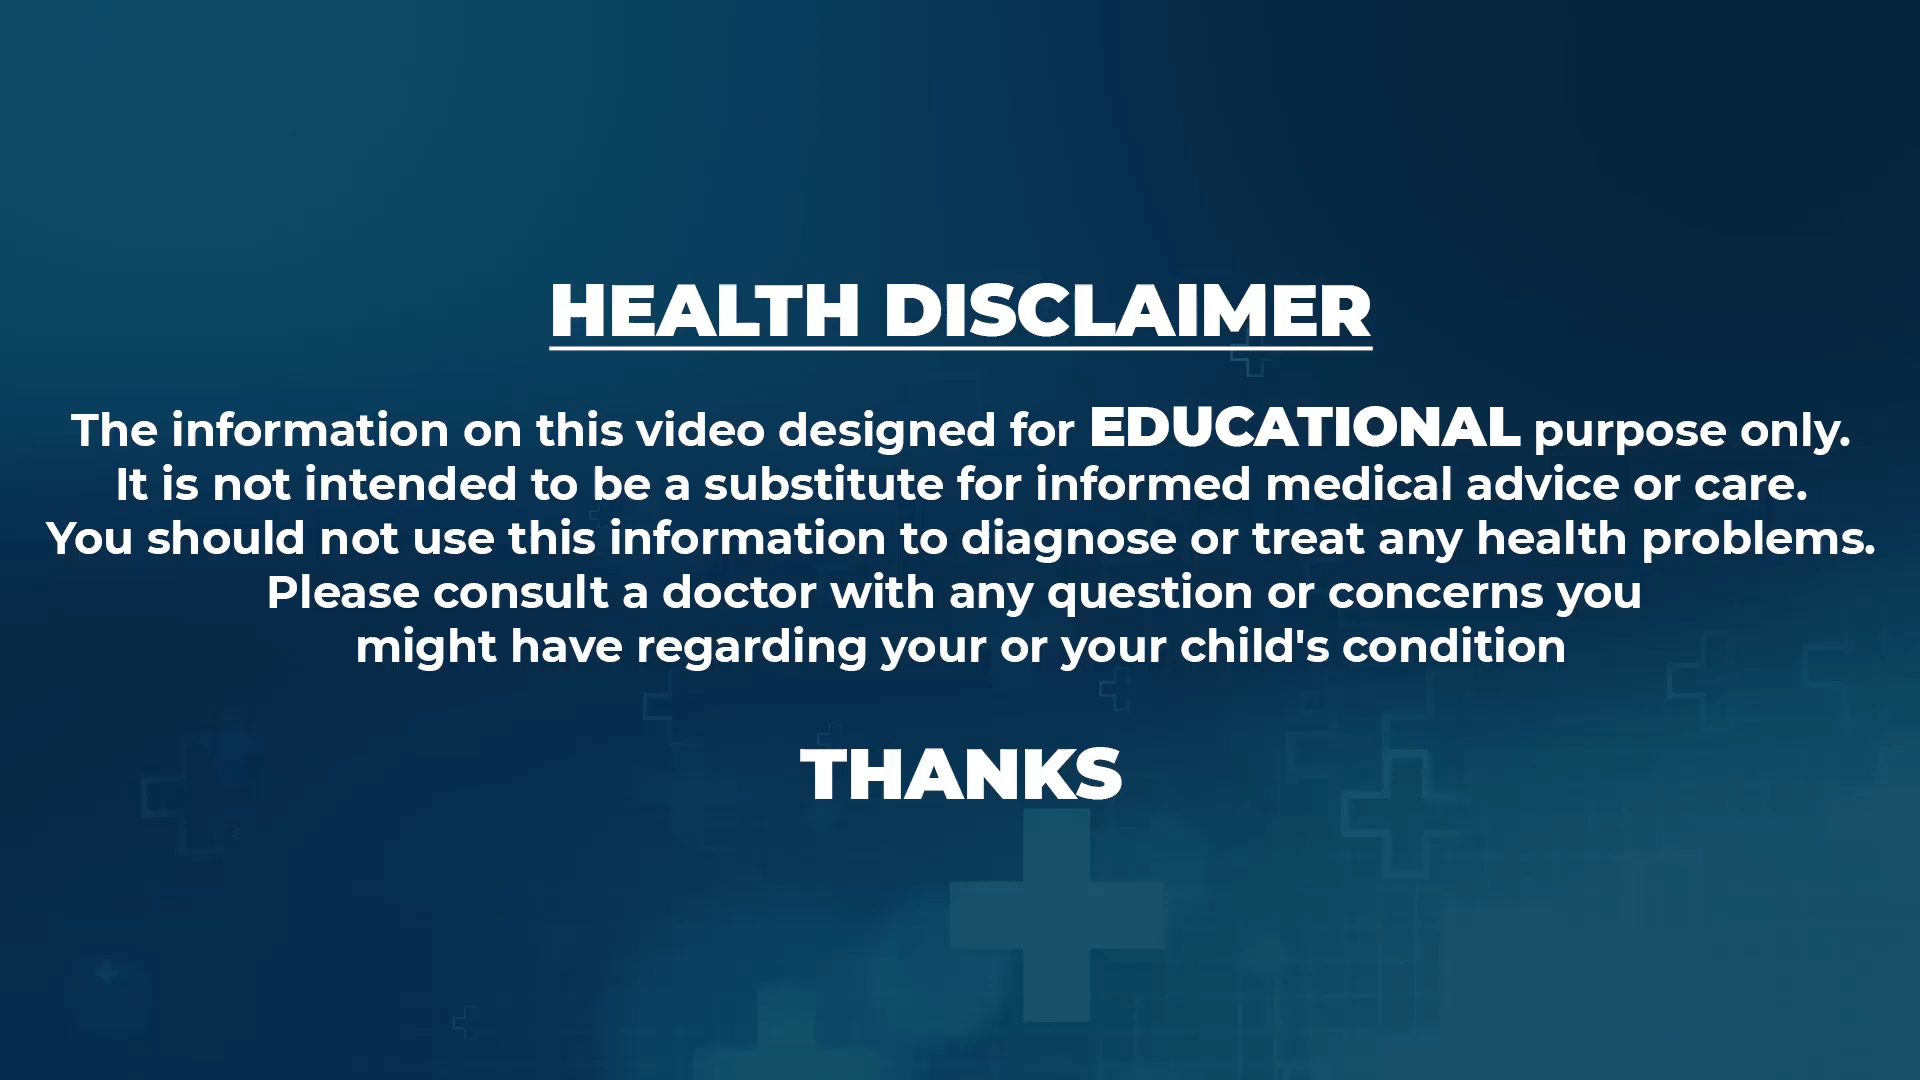 HEALTH DISCLAIMER
The information on this video designed for EDUCATIONAL purpose only.
It is not intended to be a substitute for informed medical advice or care.
You should not use this information to diagnose or treat any health problems.
Please consult a doctor with any question or concerns you
might have regarding your or your child's condition
THANKS